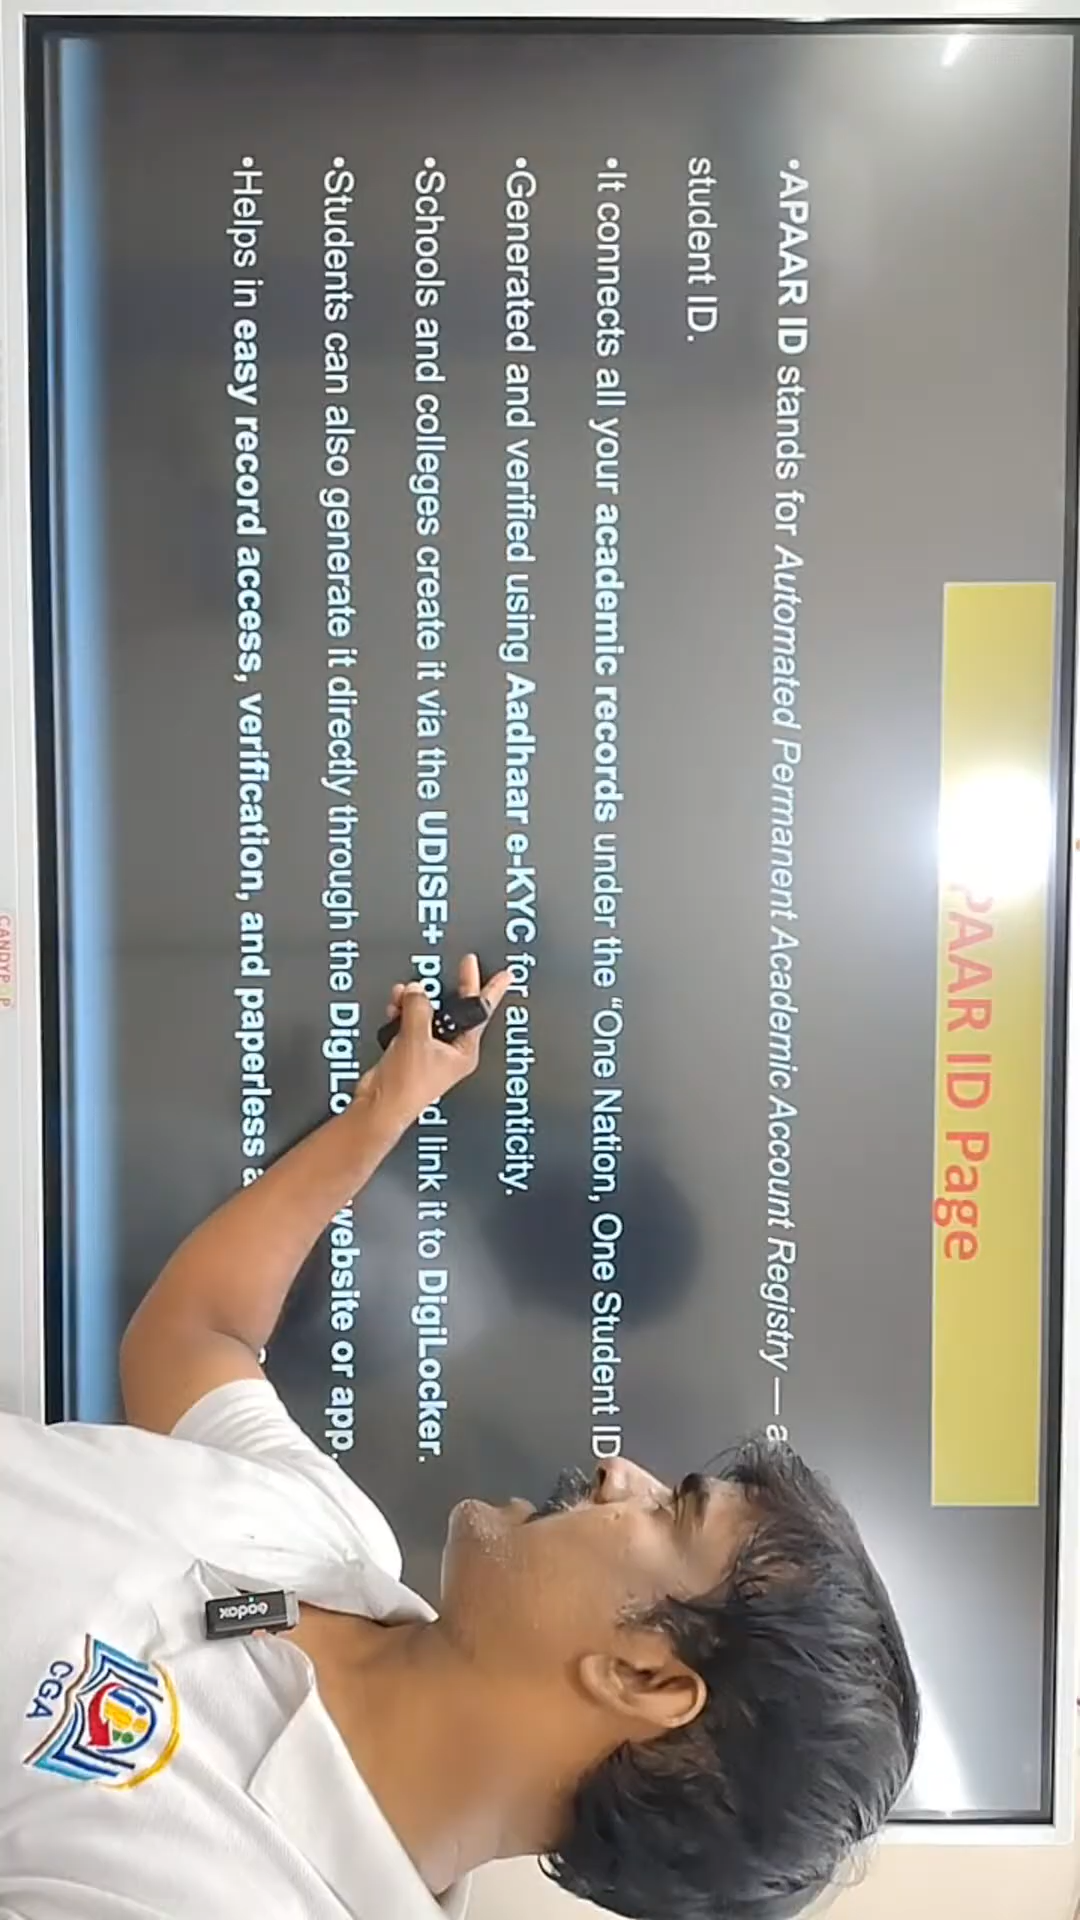 PAAR ID Page
•APAAR ID stands for Automated Permanent Academic Account Registry — a
student ID.
•It connects all your academic records under the “One Nation, One Student ID
•Generated and verified using Aadhaar e-KYC for authenticity.
•Schools and colleges create it via the UDISE+ link it to DigiLocker.
•Students can also generate it directly through the website or app.
•Helps in easy record access, verification, and paperless
Godox
CGA
CANDYPOP